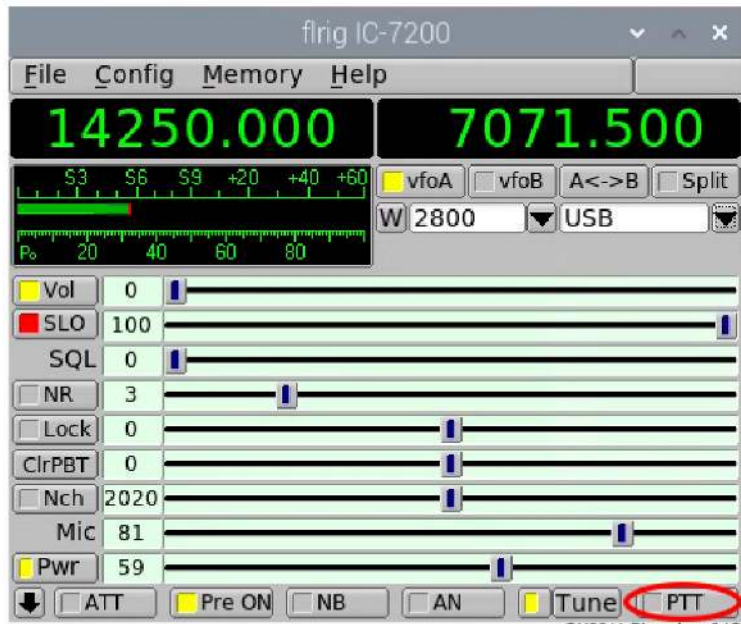 flrig IC-7200
File Config Memory Help
14250.000 7071.500
S3 S6 S9 +20 +40 +60 vfoA vfoB A<->B Split
W 2800 USB
Po 20 40 60 80
Vol 0
SLO 100
SQL 0
NR 3
Lock 0
ClrPBT 0
Nch 2020
Mic 81
Pwr 59
ATT Pre ON NB AN Tune PTT